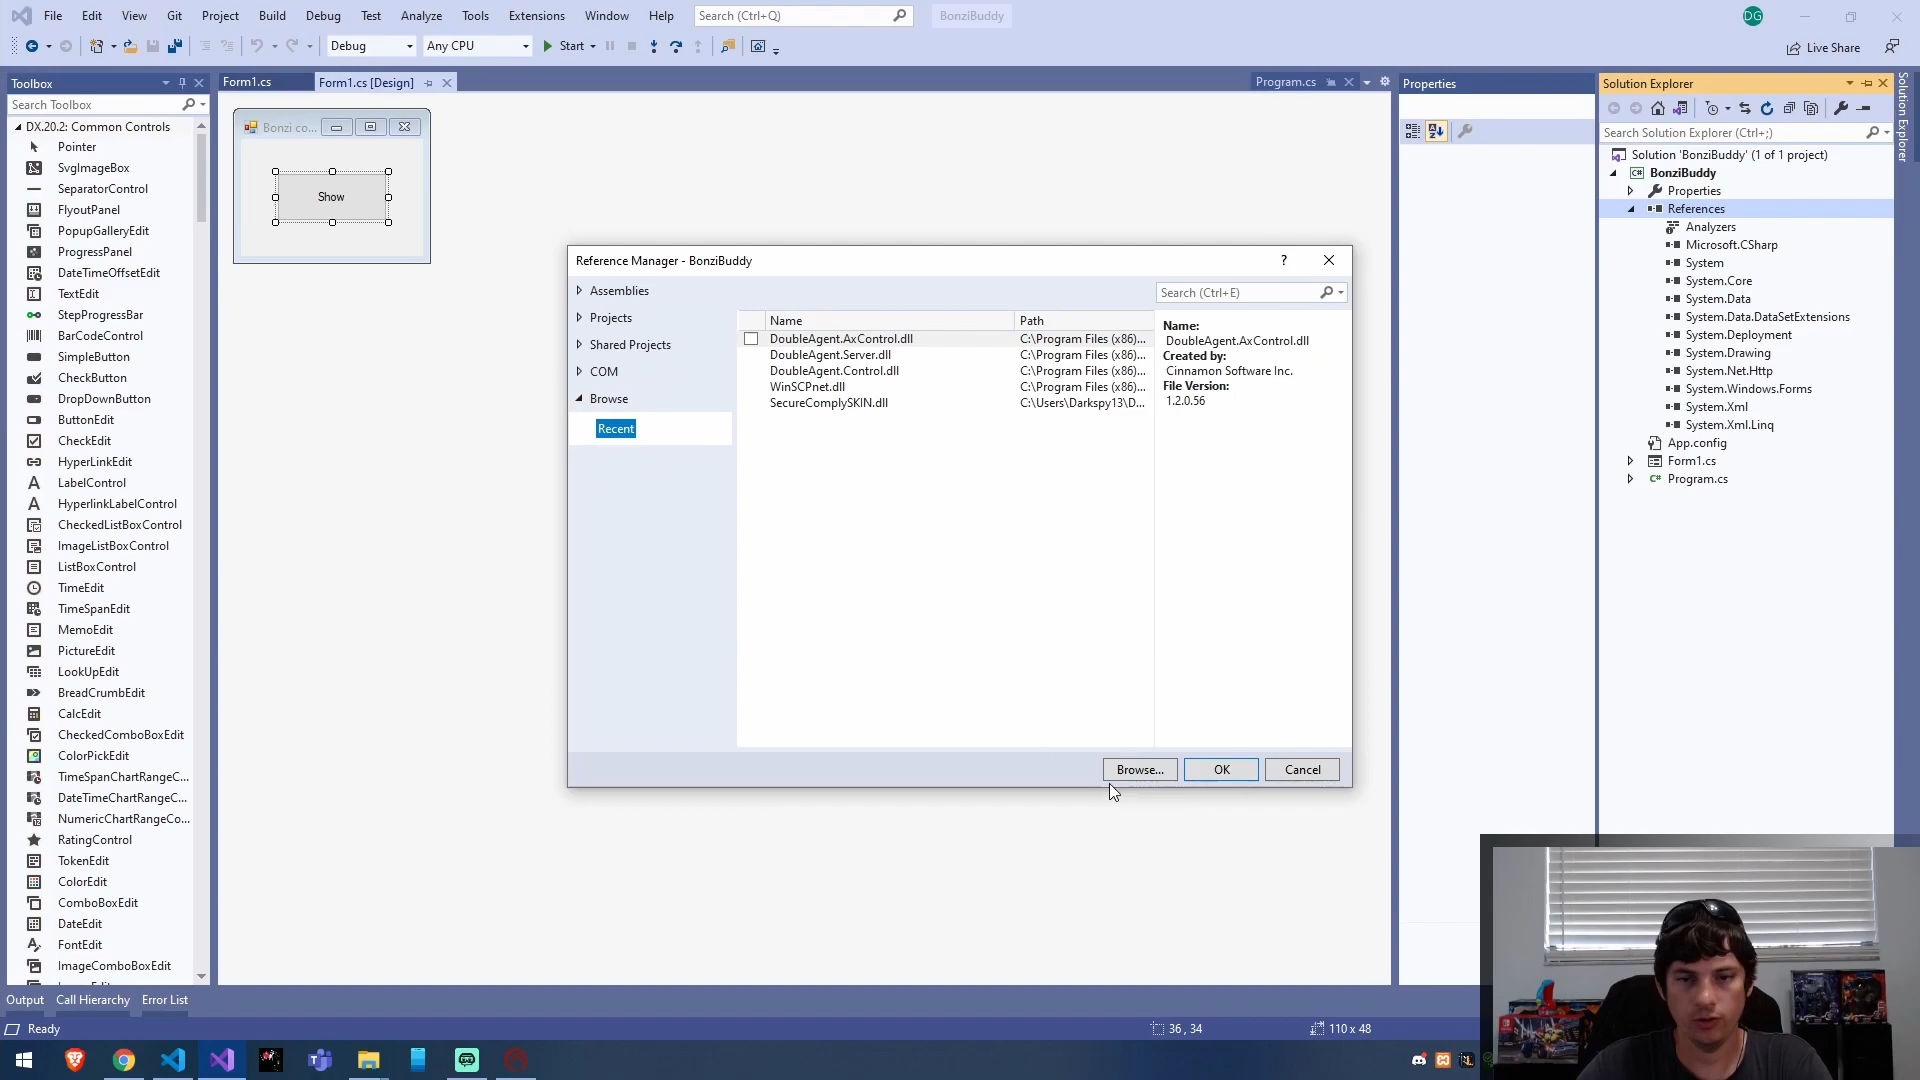 File Edit View Git Project Build Debug Test Analyze Tools Extensions Window Help Search (Ctrl+Q) BonziBuddy DG
Debug Any CPU Start Live Share
Toolbox
Search Toolbox
DX.20.2: Common Controls
Pointer
SvgImageBox
SeparatorControl
FlyoutPanel
PopupGalleryEdit
ProgressPanel
DateTimeOffsetEdit
TextEdit
StepProgressBar
BarCodeControl
SimpleButton
CheckButton
DropDownButton
ButtonEdit
CheckEdit
HyperLinkEdit
LabelControl
HyperlinkLabelControl
CheckedListBoxControl
ImageListBoxControl
ListBoxControl
TimeEdit
TimeSpanEdit
MemoEdit
PictureEdit
LookUpEdit
BreadCrumbEdit
CalcEdit
CheckedComboBoxEdit
ColorPickEdit
TimeSpanChartRangeC...
DateTimeChartRangeC...
NumericChartRangeCo...
RatingControl
TokenEdit
ColorEdit
ComboBoxEdit
DateEdit
FontEdit
ImageComboBoxEdit
Form1.cs Form1.cs [Design] Program.cs
Bonzi co...
Show
Reference Manager - BonziBuddy ?
Assemblies
Projects
Shared Projects
COM
Browse
Recent
Search (Ctrl+E)
Name Path
DoubleAgent.AxControl.dll C:\Program Files (x86)...
DoubleAgent.Server.dll C:\Program Files (x86)...
DoubleAgent.Control.dll C:\Program Files (x86)...
WinSCPnet.dll C:\Program Files (x86)...
SecureComplySKIN.dll C:\Users\Darkspy13\D...
Name:
DoubleAgent.AxControl.dll
Created by:
Cinnamon Software Inc.
File Version:
1.2.0.56
Browse... OK Cancel
Properties
Solution Explorer
Search Solution Explorer (Ctrl+;)
Solution 'BonziBuddy' (1 of 1 project)
BonziBuddy
Properties
References
Analyzers
Microsoft.CSharp
System
System.Core
System.Data
System.Data.DataSetExtensions
System.Deployment
System.Drawing
System.Net.Http
System.Windows.Forms
System.Xml
System.Xml.Linq
App.config
Form1.cs
Program.cs
Solution Explorer
Output Call Hierarchy Error List
Ready 36 , 34 110 x 48